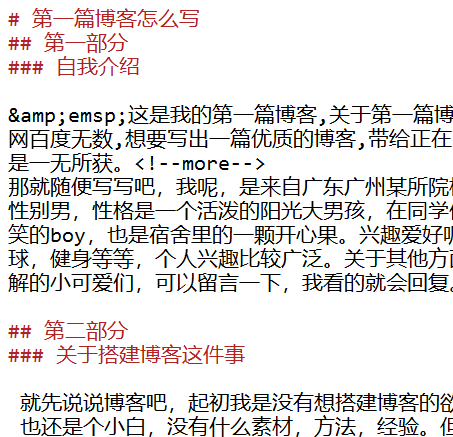 # 第一篇博客怎么写
## 第一部分
### 自我介绍
&amp;emsp;这是我的第一篇博客,关于第一篇博
网百度无数,想要写出一篇优质的博客,带给正在
是一无所获。<!--more-->
那就随便写写吧，我呢，是来自广东广州某所院
性别男，性格是一个活泼的阳光大男孩，在同学
笑的boy，也是宿舍里的一颗开心果。兴趣爱好
球，健身等等，个人兴趣比较广泛。关于其他方面
解的小可爱们，可以留言一下，我看的就会回复。
## 第二部分
### 关于搭建博客这件事
就先说说博客吧，起初我是没有想搭建博客的欲
也还是个小白，没有什么素材，方法，经验。但